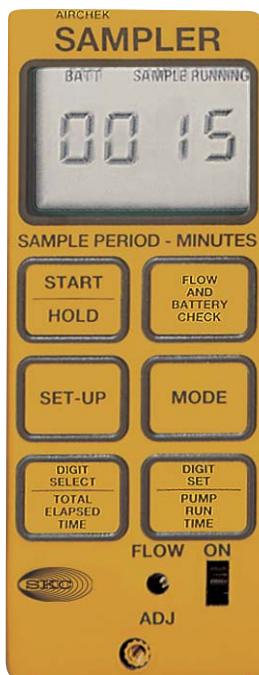 AIRCHEK
SAMPLER
BATT SAMPLE RUNNING
0015
SAMPLE PERIOD - MINUTES
START
HOLD
FLOW
AND
BATTERY
CHECK
SET-UP
MODE
DIGIT
SELECT
TOTAL
ELAPSED
TIME
DIGIT
SET
PUMP
RUN
TIME
FLOW ON
SKC
ADJ